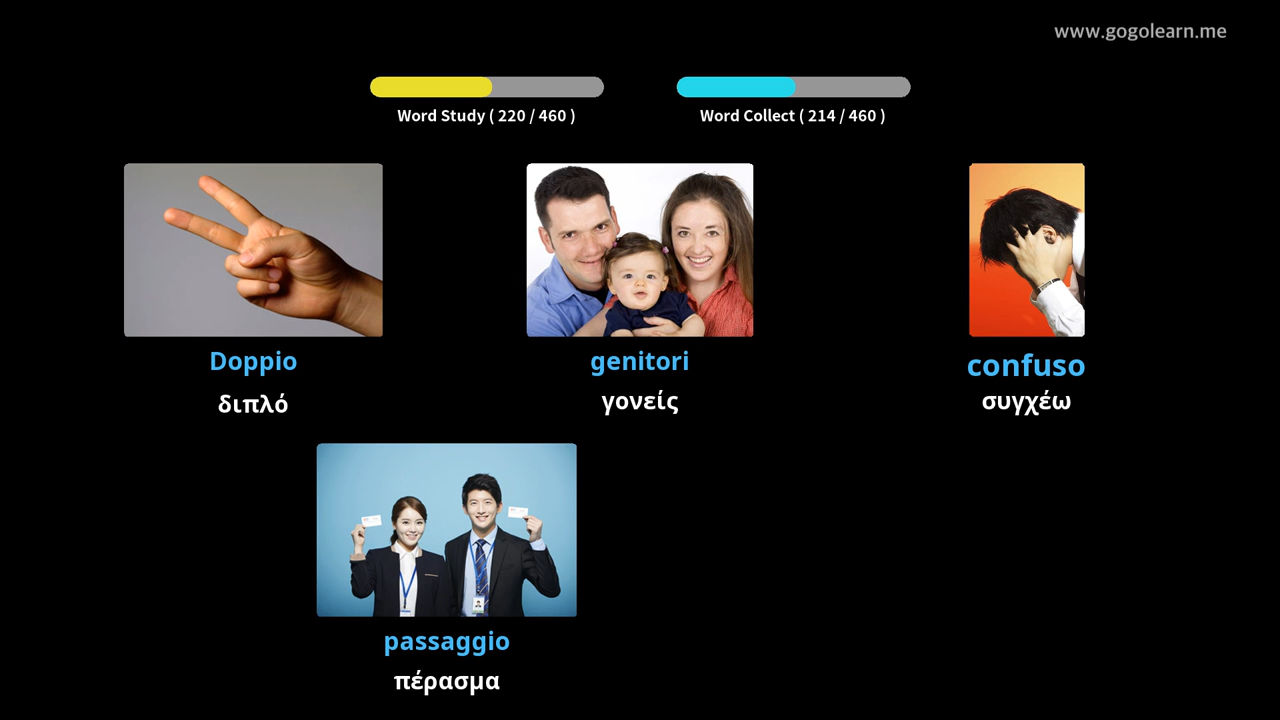 www.gogolearn.me
Word Study ( 220 / 460 )
Word Collect ( 214 / 460 )
Doppio
διπλό
genitori
γονείς
confuso
συγχέω
passaggio
πέρασμα